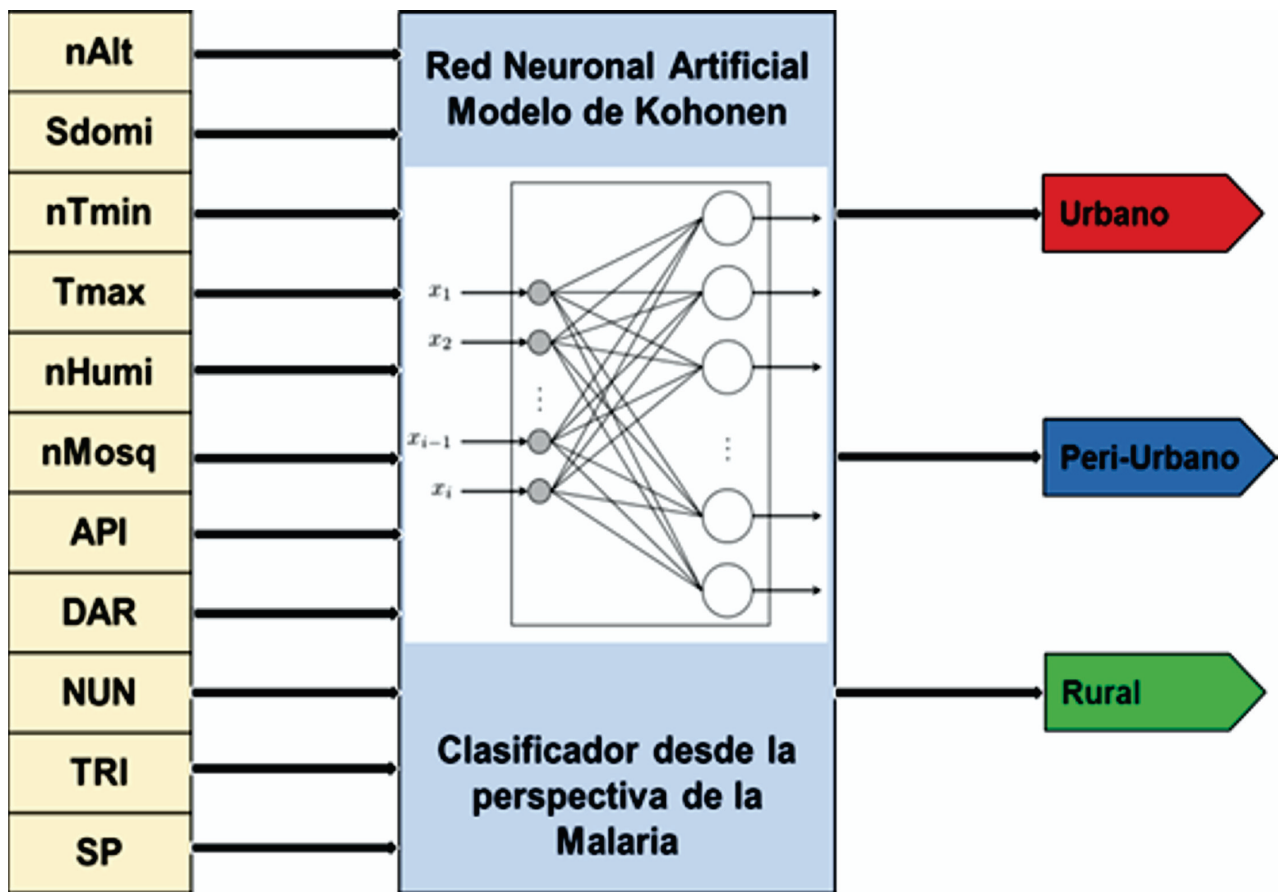 nAlt
Sdomi
nTmin
Tmax
nHumi
nMosq
API
DAR
NUN
TRI
SP
Red Neuronal Artificial
Modelo de Kohonen
x₁
x₂
⋮
xᵢ₋₁
xᵢ
⋮
Clasificador desde la
perspectiva de la
Malaria
Urbano
Peri-Urbano
Rural